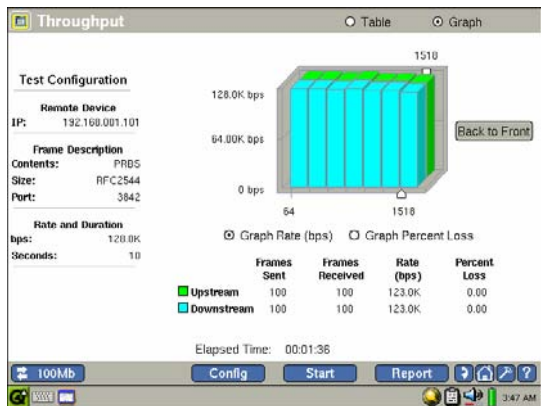 Throughput
Table
Graph
Test Configuration
Remote Device
IP: 192.168.001.101
Frame Description
Contents: PRBS
Size: RFC2544
Port: 3842
Rate and Duration
bps: 128.0K
Seconds: 10
1518
128.0K bps
64.00K bps
0 bps
64
1518
Back to Front
Graph Rate (bps)
Graph Percent Loss
Frames Sent Frames Received Rate (bps) Percent Loss
Upstream 100 100 123.0K 0.00
Downstream 100 100 123.0K 0.00
Elapsed Time: 00:01:36
100Mb
Config
Start
Report
?
3:47 AM